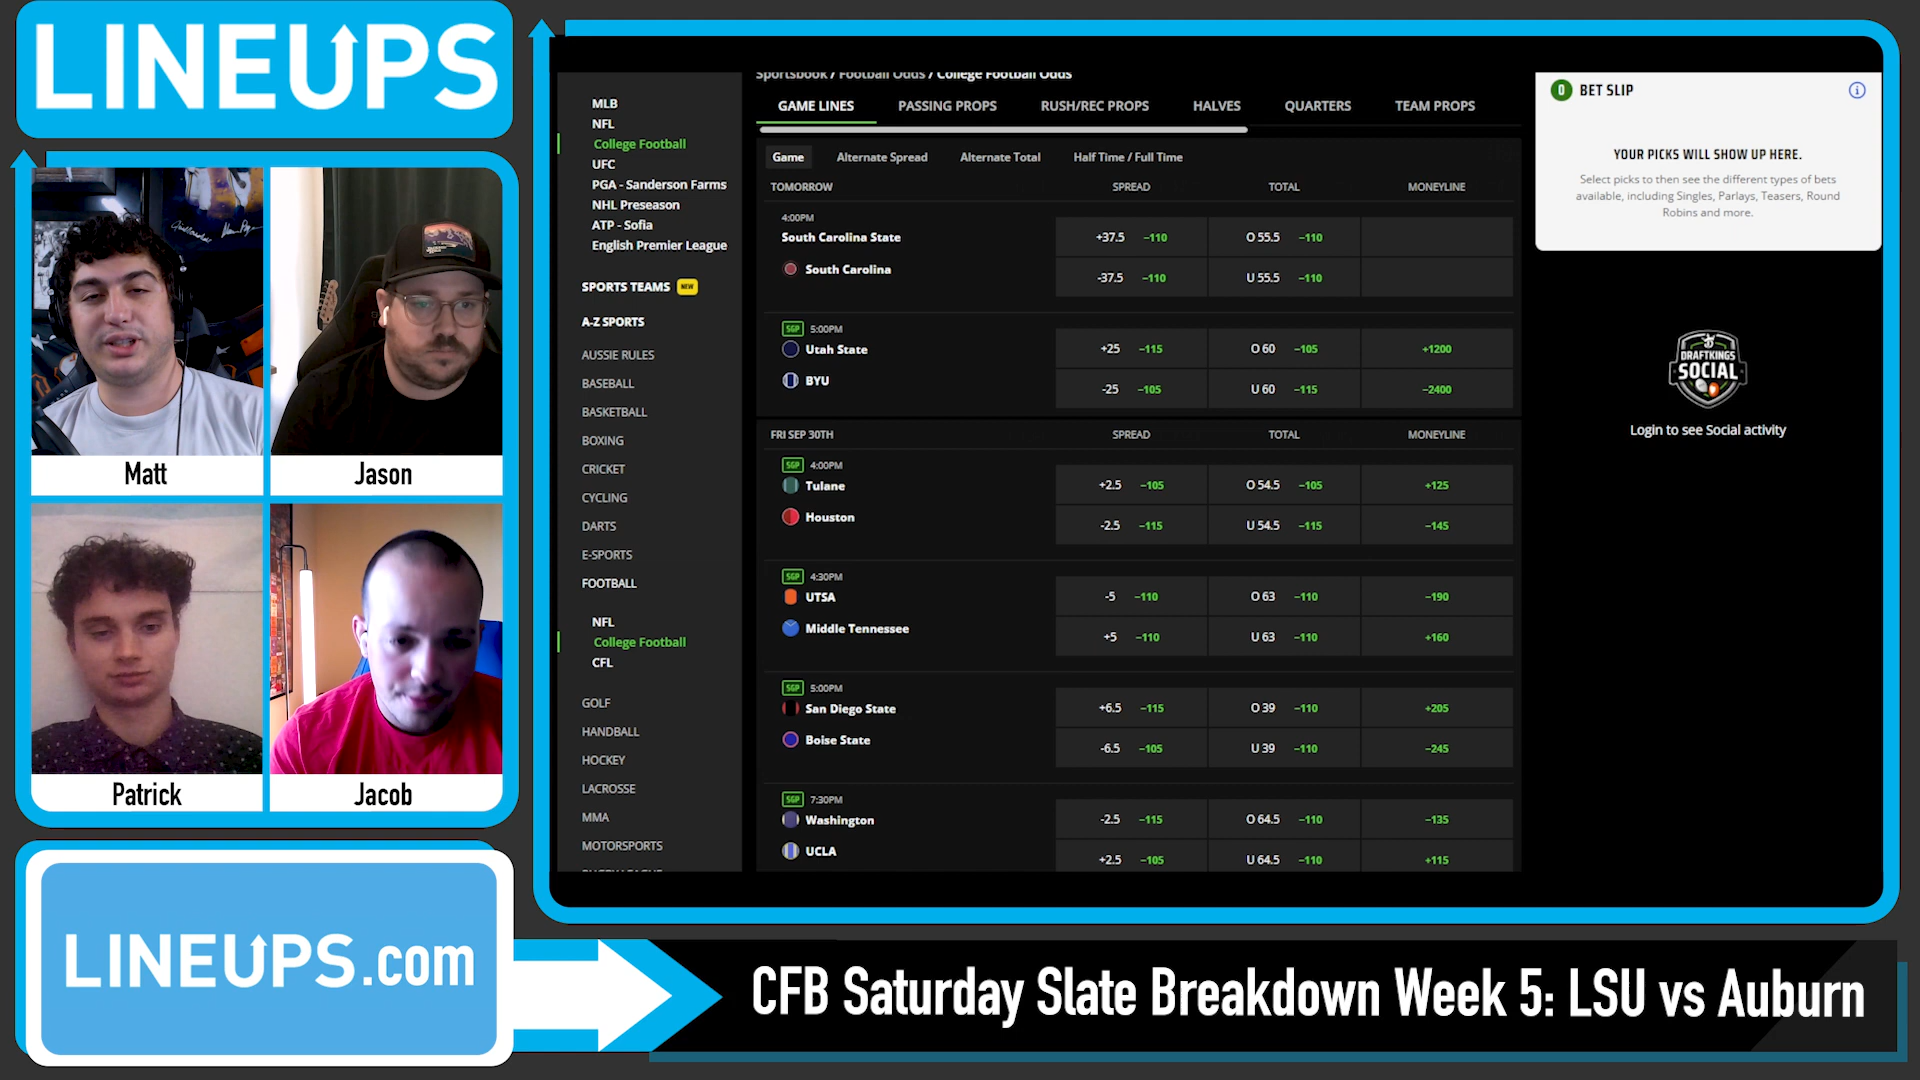 LINEUPS
Matt
Jason
Patrick
Jacob
LINEUPS.com
CFB Saturday Slate Breakdown Week 5: LSU vs Auburn
MLB
NFL
College Football
UFC
PGA - Sanderson Farms
NHL Preseason
ATP - Sofia
English Premier League
SPORTS TEAMS NEW
A-Z SPORTS
AUSSIE RULES
BASEBALL
BASKETBALL
BOXING
CRICKET
CYCLING
DARTS
E-SPORTS
FOOTBALL
NFL
College Football
CFL
GOLF
HANDBALL
HOCKEY
LACROSSE
MMA
MOTORSPORTS
Sportsbook / Football Odds / College Football Odds
GAME LINES PASSING PROPS RUSH/REC PROPS HALVES QUARTERS TEAM PROPS
Game Alternate Spread Alternate Total Half Time / Full Time
TOMORROW SPREAD TOTAL MONEYLINE
4:00PM
South Carolina State +37.5 −110 O 55.5 −110
South Carolina -37.5 −110 U 55.5 −110
SGP 5:00PM
Utah State +25 −115 O 60 −105 +1200
BYU -25 −105 U 60 −115 −2400
FRI SEP 30TH SPREAD TOTAL MONEYLINE
SGP 4:00PM
Tulane +2.5 −105 O 54.5 −105 +125
Houston -2.5 −115 U 54.5 −115 −145
SGP 4:30PM
UTSA -5 −110 O 63 −110 −190
Middle Tennessee +5 −110 U 63 −110 +160
SGP 5:00PM
San Diego State +6.5 −115 O 39 −110 +205
Boise State -6.5 −105 U 39 −110 −245
SGP 7:30PM
Washington -2.5 −115 O 64.5 −110 −135
UCLA +2.5 −105 U 64.5 −110 +115
0 BET SLIP
YOUR PICKS WILL SHOW UP HERE.
Select picks to then see the different types of bets
available, including Singles, Parlays, Teasers, Round
Robins and more.
DRAFTKINGS
SOCIAL
Login to see Social activity